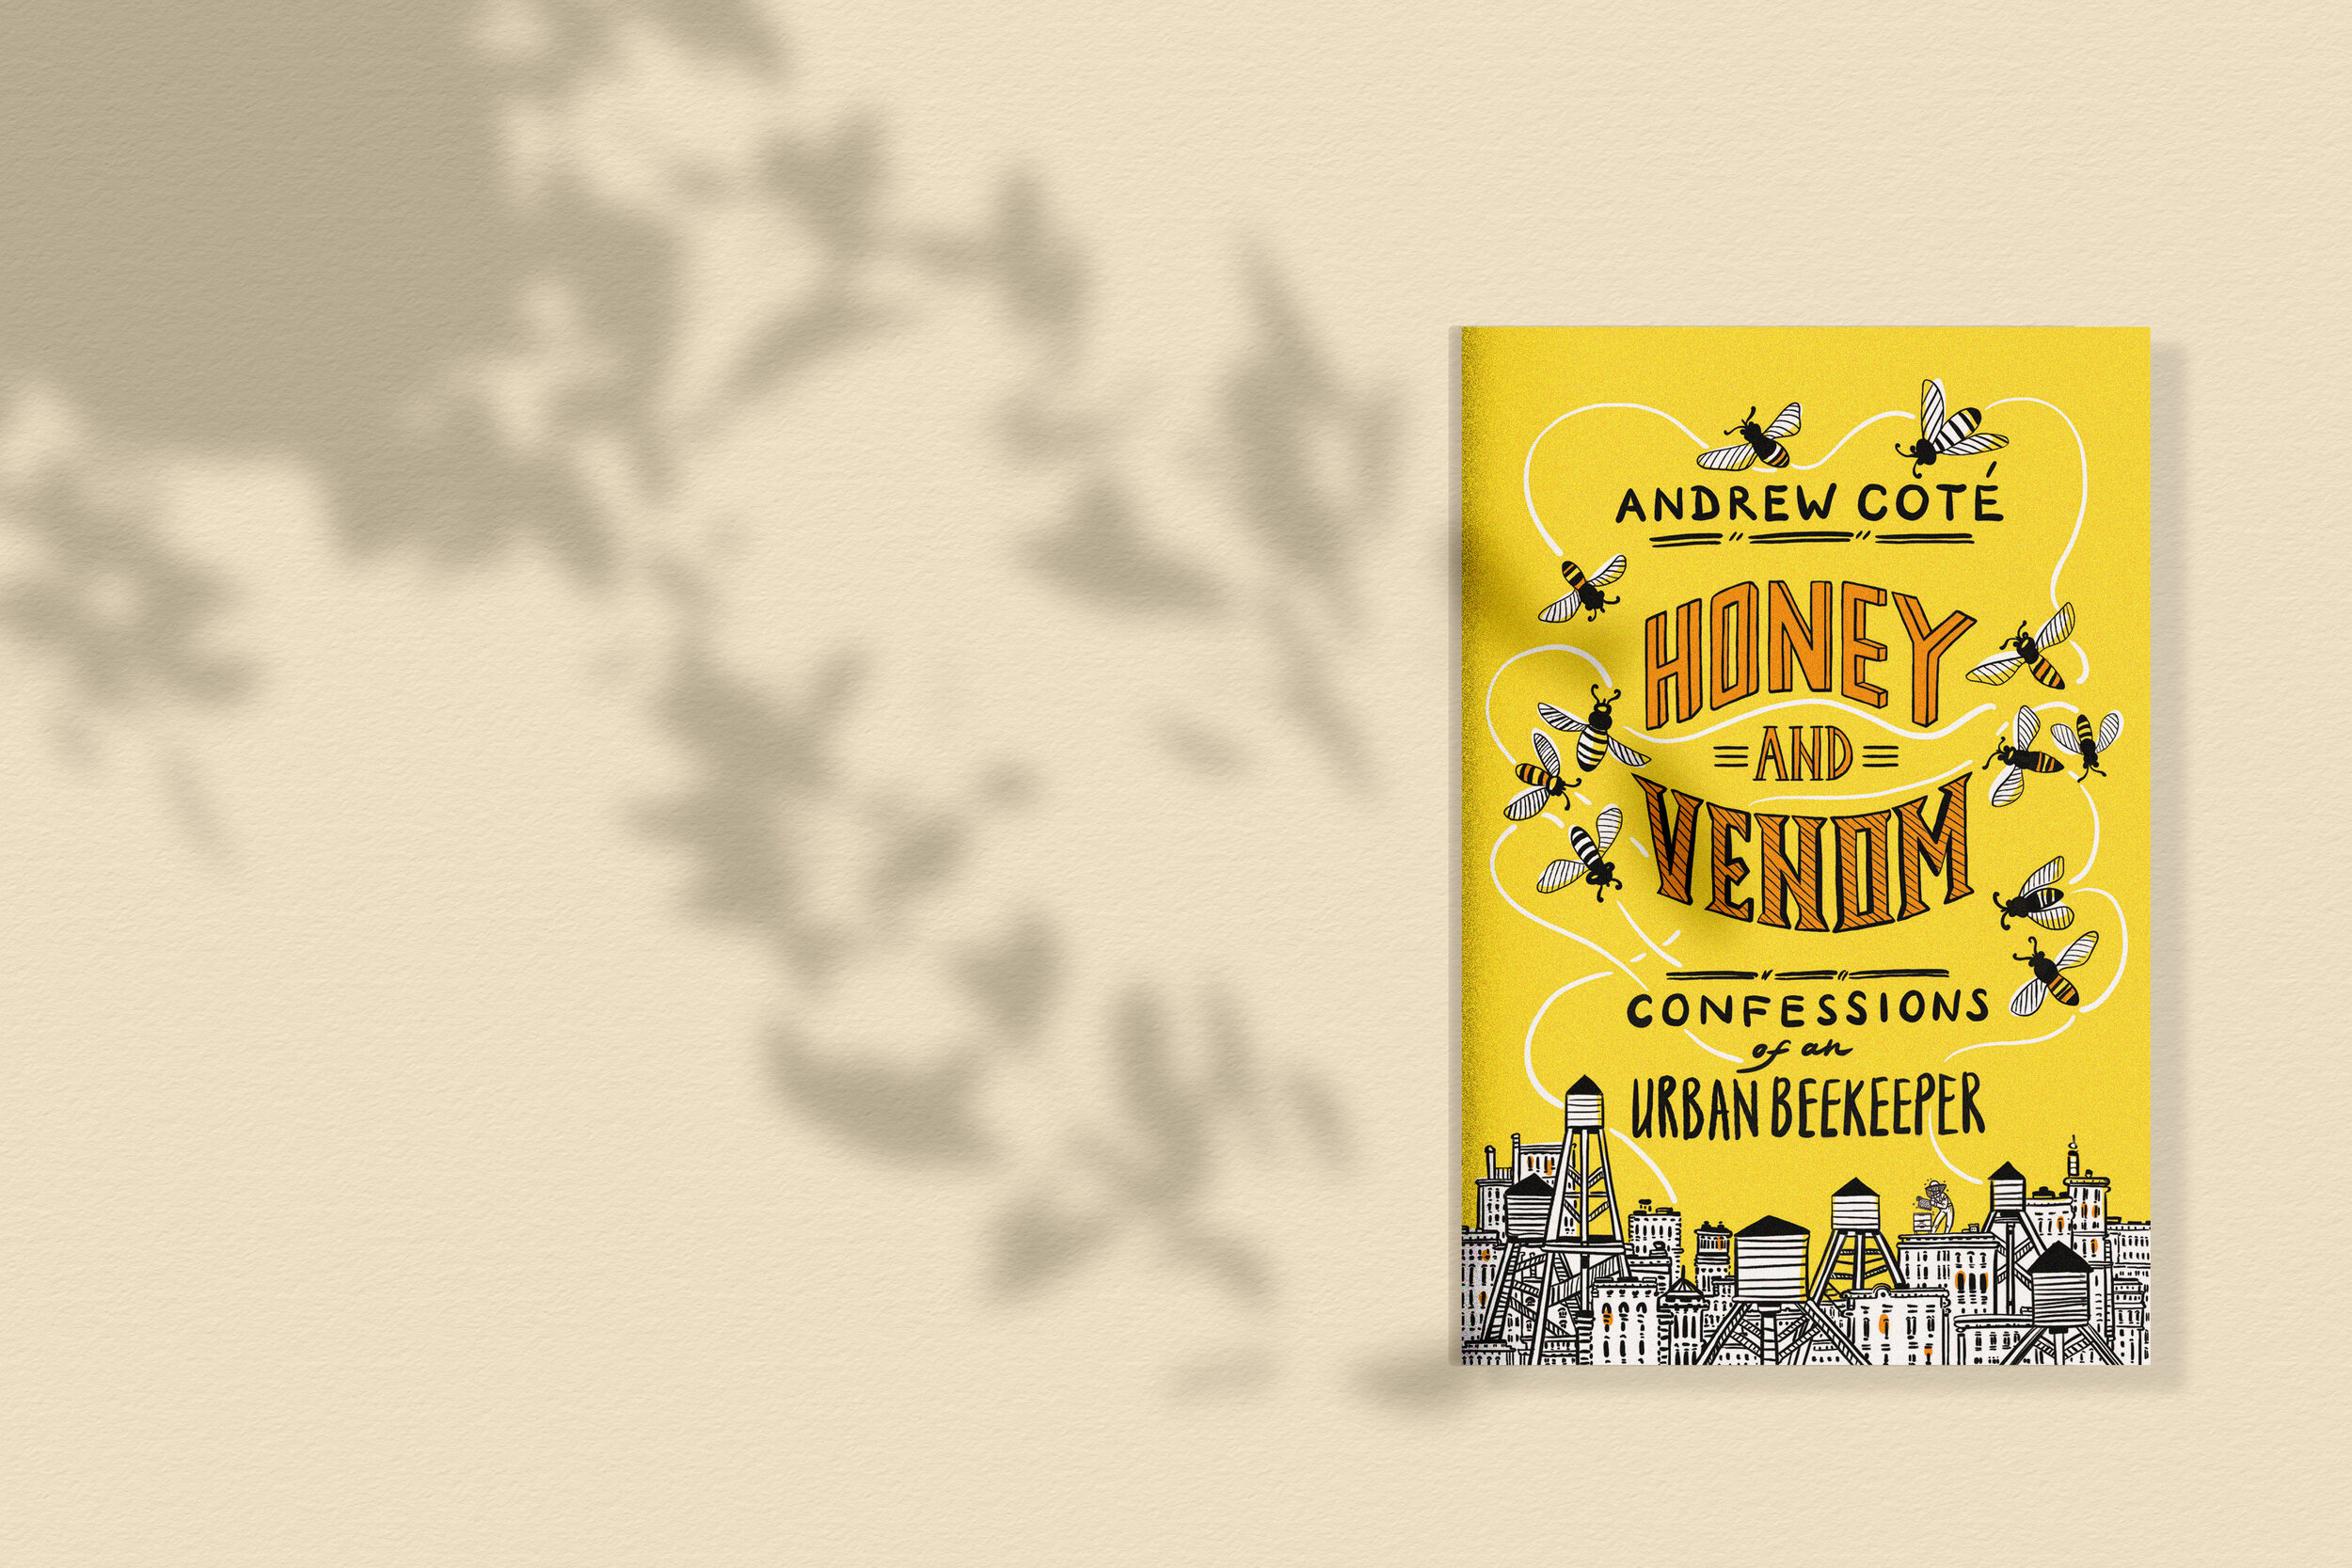 ANDREW COTÉ
HONEY
AND
VENOM
CONFESSIONS
of an
URBAN BEEKEEPER